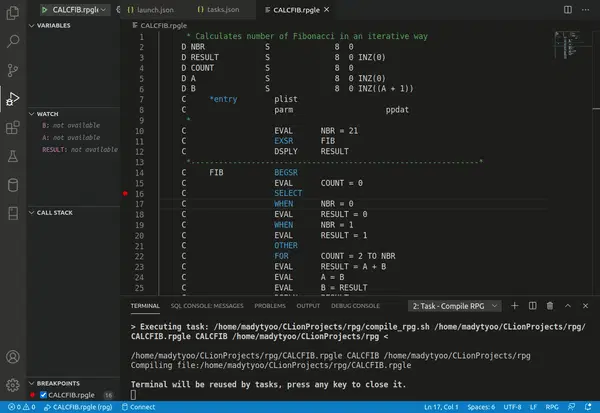 CALCFIB.rpgle
launch.json
tasks.json
CALCFIB.rpgle
CALCFIB.rpgle
VARIABLES
WATCH
B: not available
A: not available
RESULT: not available
CALL STACK
BREAKPOINTS
CALCFIB.rpgle 16
1 * Calculates number of Fibonacci in an iterative way
2 D NBR S 8 0
3 D RESULT S 8 0 INZ(0)
4 D COUNT S 8 0
5 D A S 8 0 INZ(0)
6 D B S 8 0 INZ((A + 1))
7 C *entry plist
8 C parm ppdat
9 *
10 C EVAL NBR = 21
11 C EXSR FIB
12 C DSPLY RESULT
13 *-------------------------------------------------------------*
14 C FIB BEGSR
15 C EVAL COUNT = 0
16 C SELECT
17 C WHEN NBR = 0
18 C EVAL RESULT = 0
19 C WHEN NBR = 1
20 C EVAL RESULT = 1
21 C OTHER
22 C FOR COUNT = 2 TO NBR
23 C EVAL RESULT = A + B
24 C EVAL A = B
25 C EVAL B = RESULT
TERMINAL SQL CONSOLE: MESSAGES PROBLEMS OUTPUT DEBUG CONSOLE 2: Task - Compile RPG
> Executing task: /home/madytyoo/CLionProjects/rpg/compile_rpg.sh /home/madytyoo/CLionProjects/rpg/
CALCFIB.rpgle CALCFIB /home/madytyoo/CLionProjects/rpg <
/home/madytyoo/CLionProjects/rpg/CALCFIB.rpgle CALCFIB /home/madytyoo/CLionProjects/rpg
Compiling file:/home/madytyoo/CLionProjects/rpg/CALCFIB.rpgle
Terminal will be reused by tasks, press any key to close it.
0 0 CALCFIB.rpgle (rpg) Connect Ln 17, Col 1 Spaces: 6 UTF-8 LF RPG